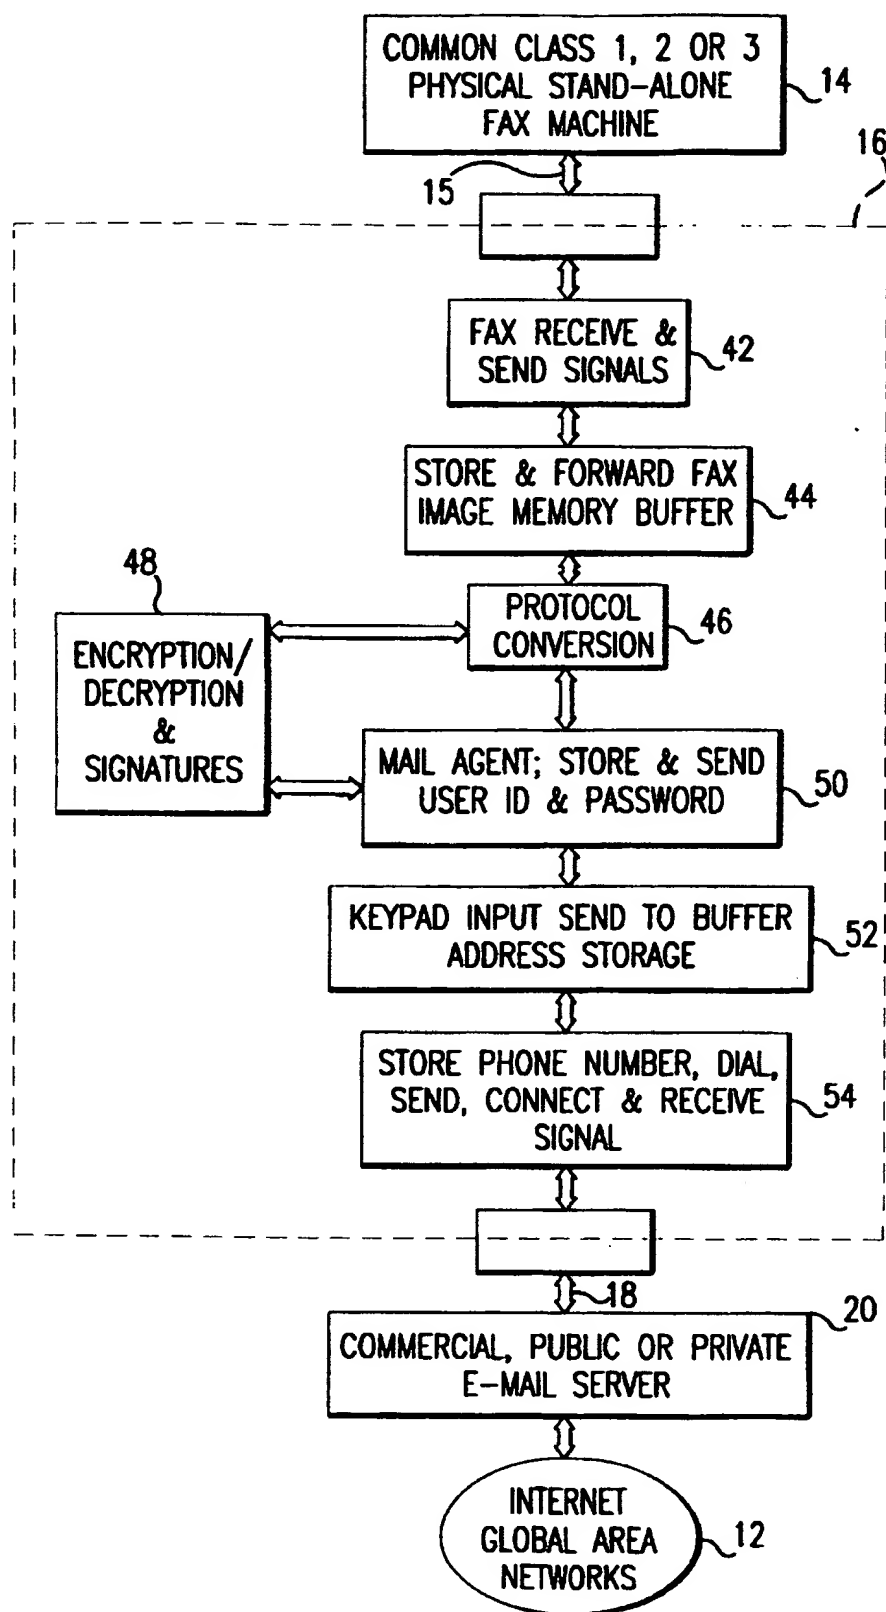 COMMON CLASS 1, 2 OR 3
PHYSICAL STAND-ALONE
FAX MACHINE
14
16
15
FAX RECEIVE &
SEND SIGNALS
42
STORE & FORWARD FAX
IMAGE MEMORY BUFFER
44
48
ENCRYPTION/
DECRYPTION
&
SIGNATURES
PROTOCOL
CONVERSION
46
MAIL AGENT; STORE & SEND
USER ID & PASSWORD
50
KEYPAD INPUT SEND TO BUFFER
ADDRESS STORAGE
52
STORE PHONE NUMBER, DIAL,
SEND, CONNECT & RECEIVE
SIGNAL
54
18
20
COMMERCIAL, PUBLIC OR PRIVATE
E-MAIL SERVER
INTERNET
GLOBAL AREA
NETWORKS
12